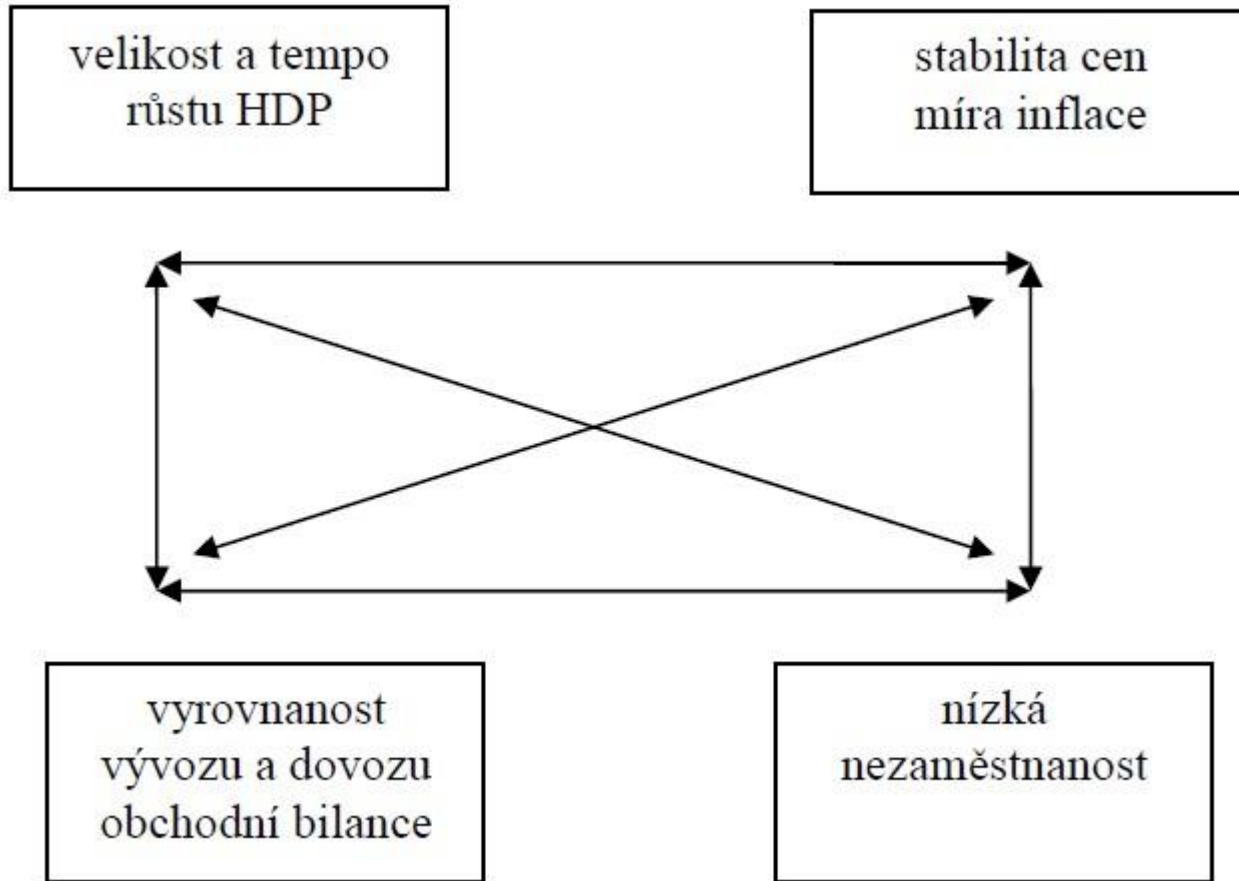 velikost a tempo
růstu HDP
stabilita cen
míra inflace
vyrovnanost
vývozu a dovozu
obchodní bilance
nízká
nezaměstnanost